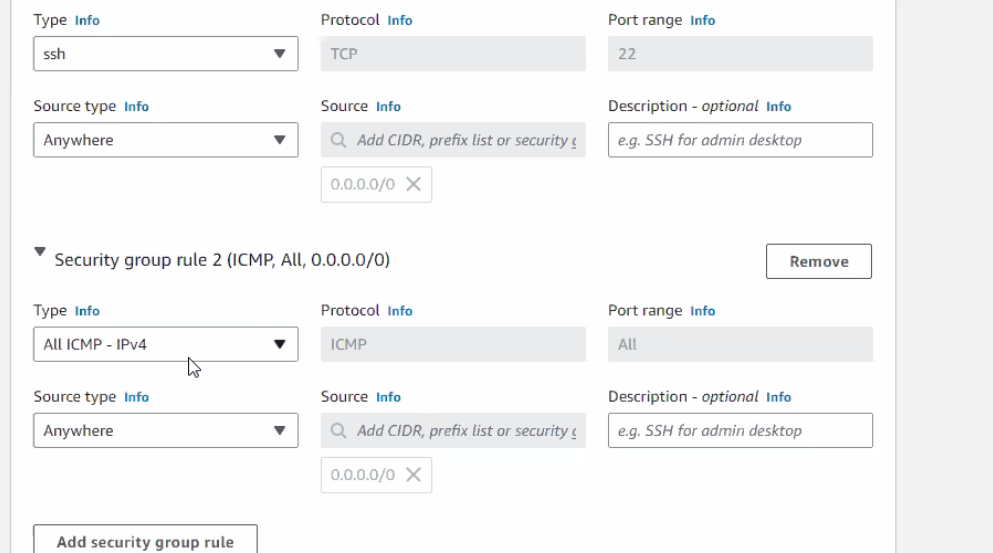 Type Info Protocol Info Port range Info
ssh TCP 22
Source type Info Source Info Description - optional Info
Anywhere Add CIDR, prefix list or security g e.g. SSH for admin desktop
0.0.0.0/0
Security group rule 2 (ICMP, All, 0.0.0.0/0) Remove
Type Info Protocol Info Port range Info
All ICMP - IPv4 ICMP All
Source type Info Source Info Description - optional Info
Anywhere Add CIDR, prefix list or security g e.g. SSH for admin desktop
0.0.0.0/0
Add security group rule